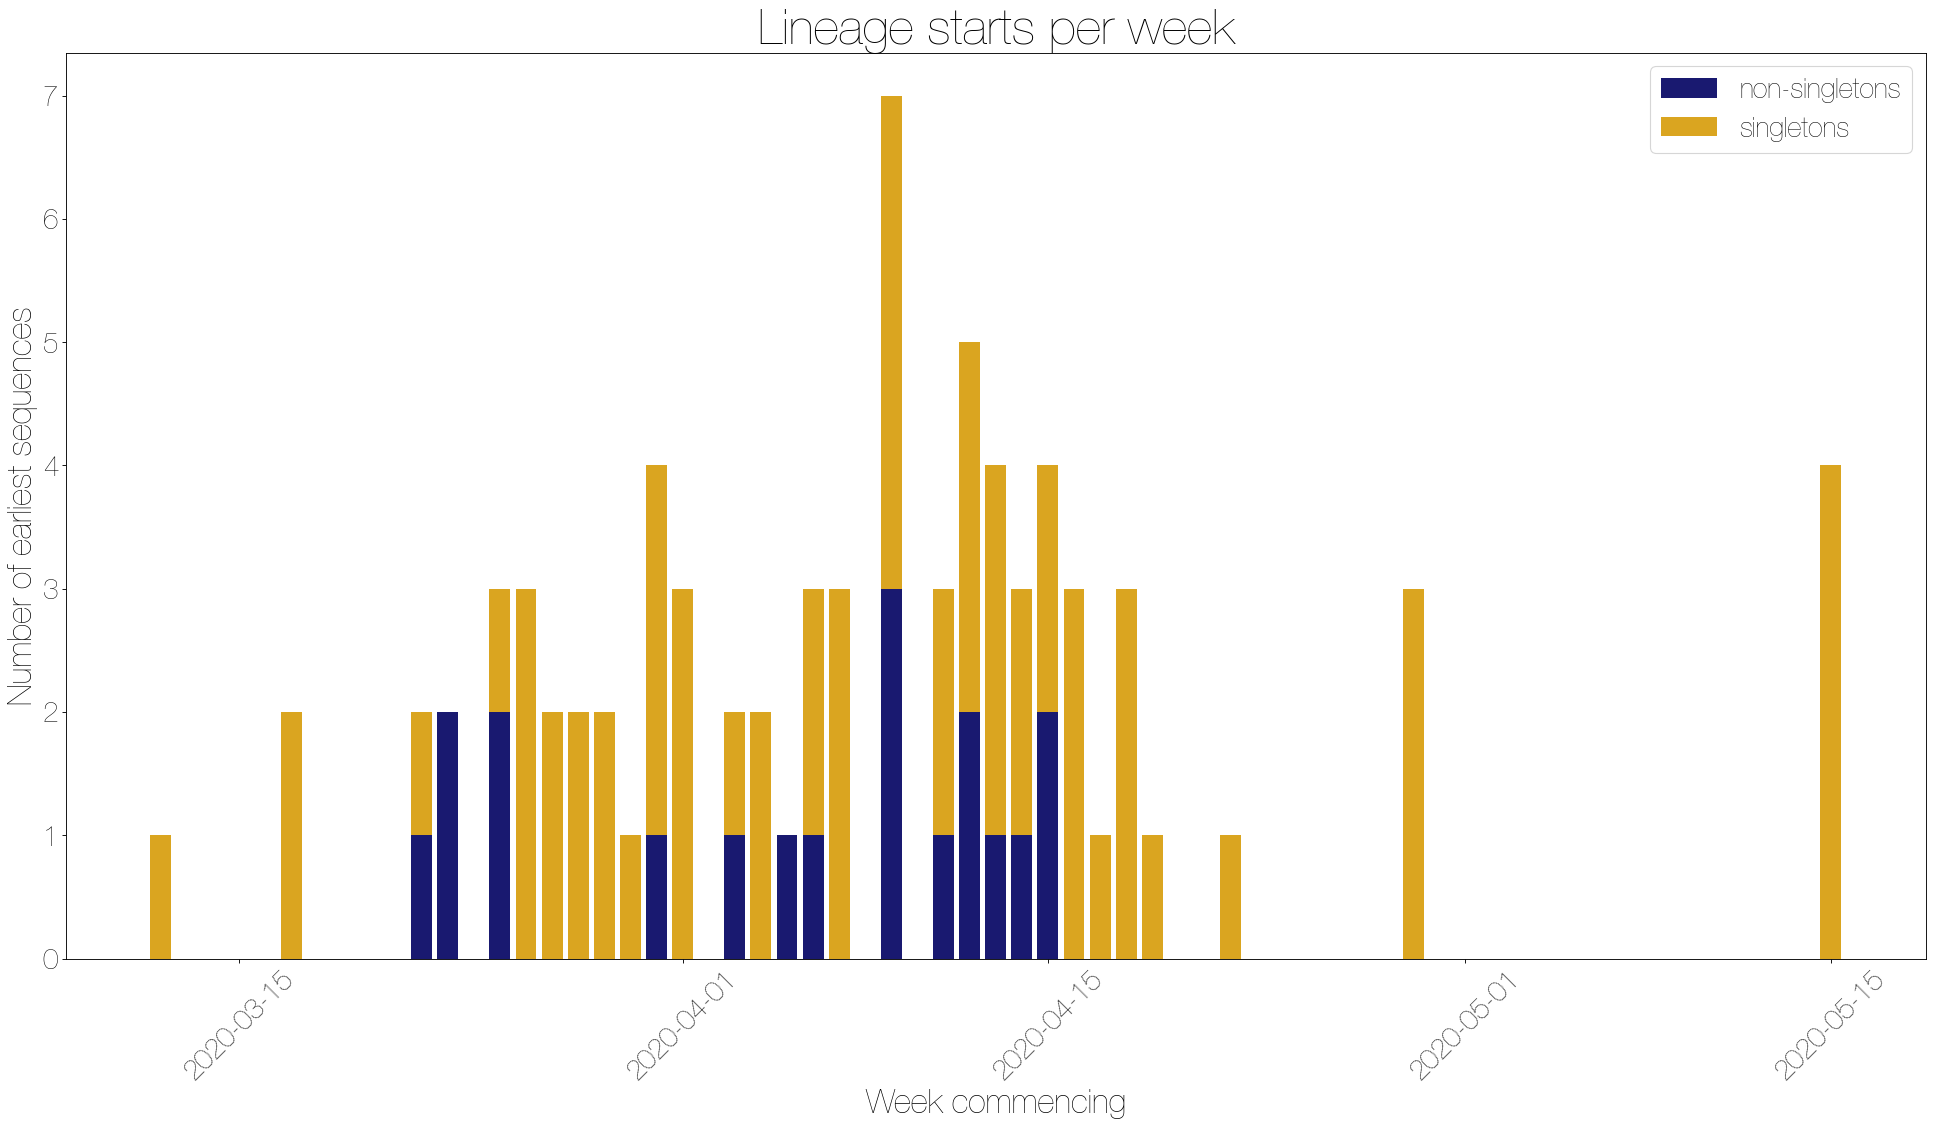 Lineage starts per week
non-singletons
singletons
Number of earliest sequences
7
6
5
4
3
2
1
0
2020-03-15
2020-04-01
2020-04-15
2020-05-01
2020-05-15
Week commencing